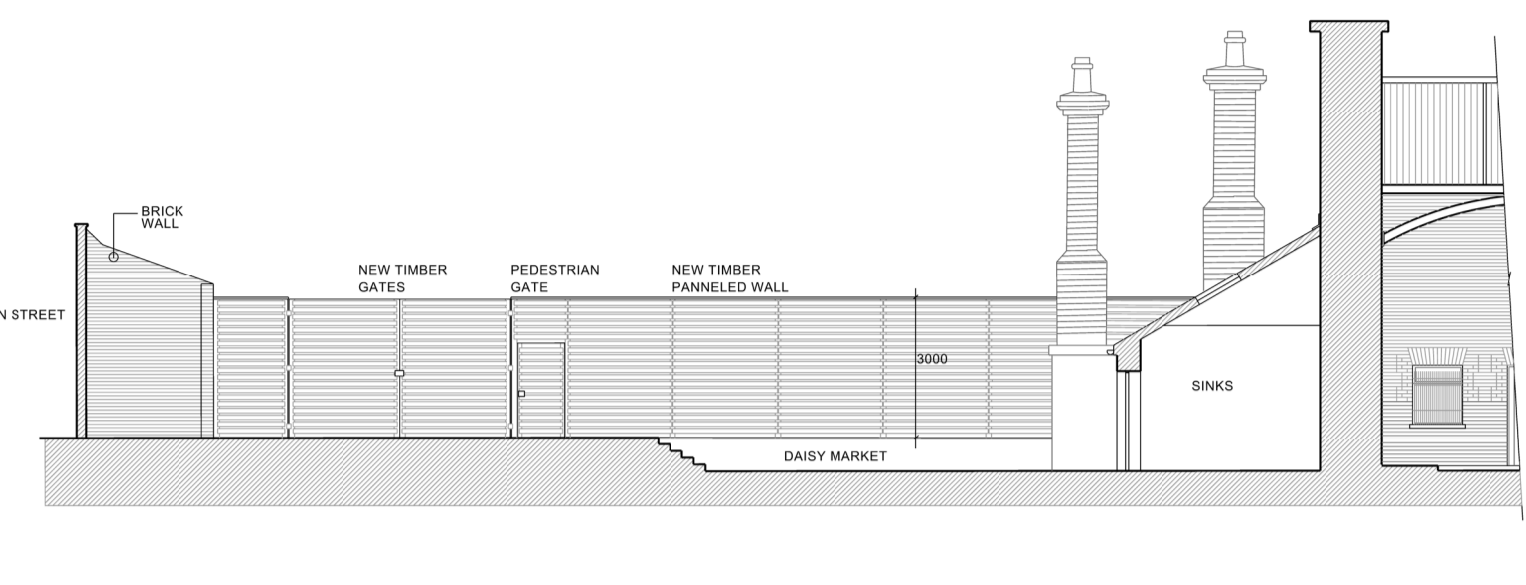 BRICK
WALL
NEW TIMBER
GATES
PEDESTRIAN
GATE
NEW TIMBER
PANNELED WALL
N STREET
3000
SINKS
DAISY MARKET